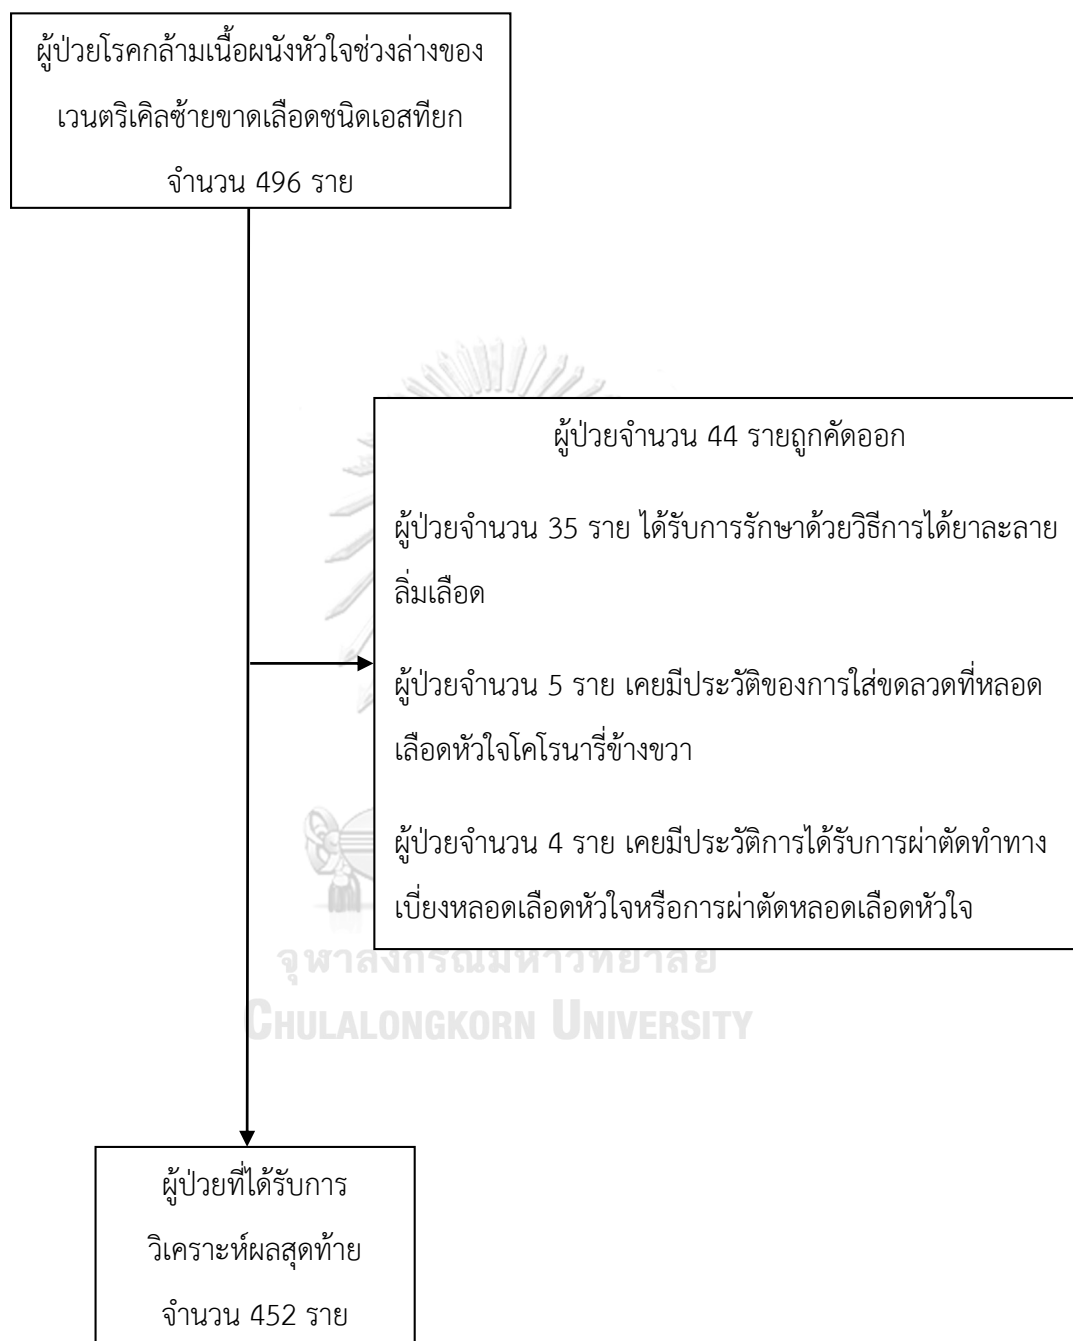 ผู้ป่วยโรคกล้ามเนื้อผนังหัวใจช่วงล่างของ
เวนตริเคิลซ้ายขาดเลือดชนิดเอสทียก
จำนวน 496 ราย
ผู้ป่วยจำนวน 44 รายถูกคัดออก
ผู้ป่วยจำนวน 35 ราย ได้รับการรักษาด้วยวิธีการได้ยาละลาย
ลิ่มเลือด
ผู้ป่วยจำนวน 5 ราย เคยมีประวัติของการใส่ขดลวดที่หลอด
เลือดหัวใจโคโรนารี่ข้างขวา
ผู้ป่วยจำนวน 4 ราย เคยมีประวัติการได้รับการผ่าตัดทำทาง
เบี่ยงหลอดเลือดหัวใจหรือการผ่าตัดหลอดเลือดหัวใจ
จุฬาลงกรณ์มหาวิทยาลัย
CHULALONGKORN UNIVERSITY
ผู้ป่วยที่ได้รับการ
วิเคราะห์ผลสุดท้าย
จำนวน 452 ราย